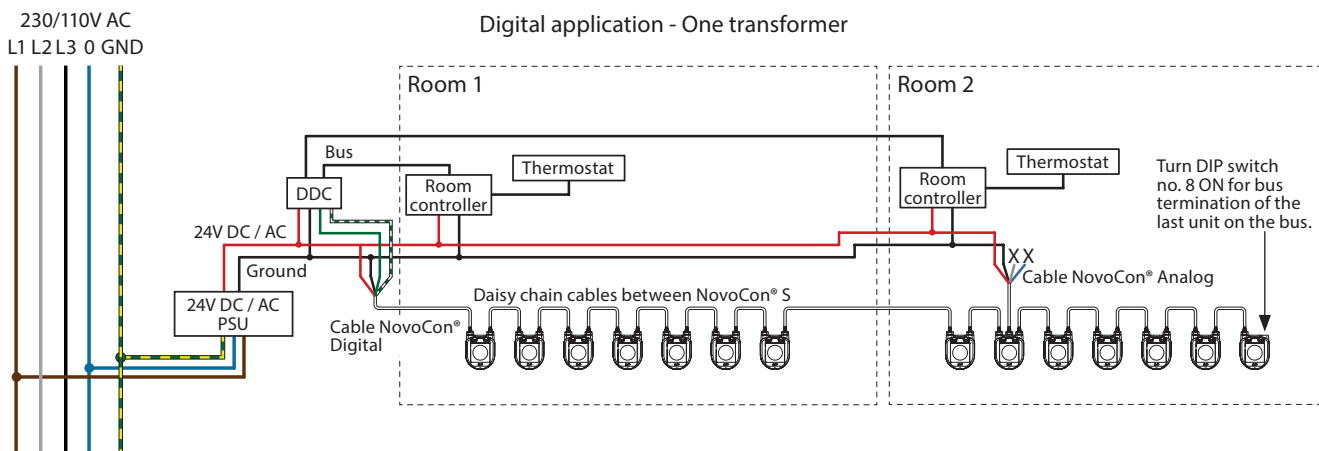 230/110V AC
L1 L2 L3 0 GND
Digital application - One transformer
Room 1
Room 2
Bus
Thermostat
Thermostat
DDC
Room
controller
Room
controller
Turn DIP switch
no. 8 ON for bus
termination of the
last unit on the bus.
24V DC / AC
Ground
X X
Cable NovoCon® Analog
24V DC / AC
PSU
Daisy chain cables between NovoCon® S
Cable NovoCon®
Digital